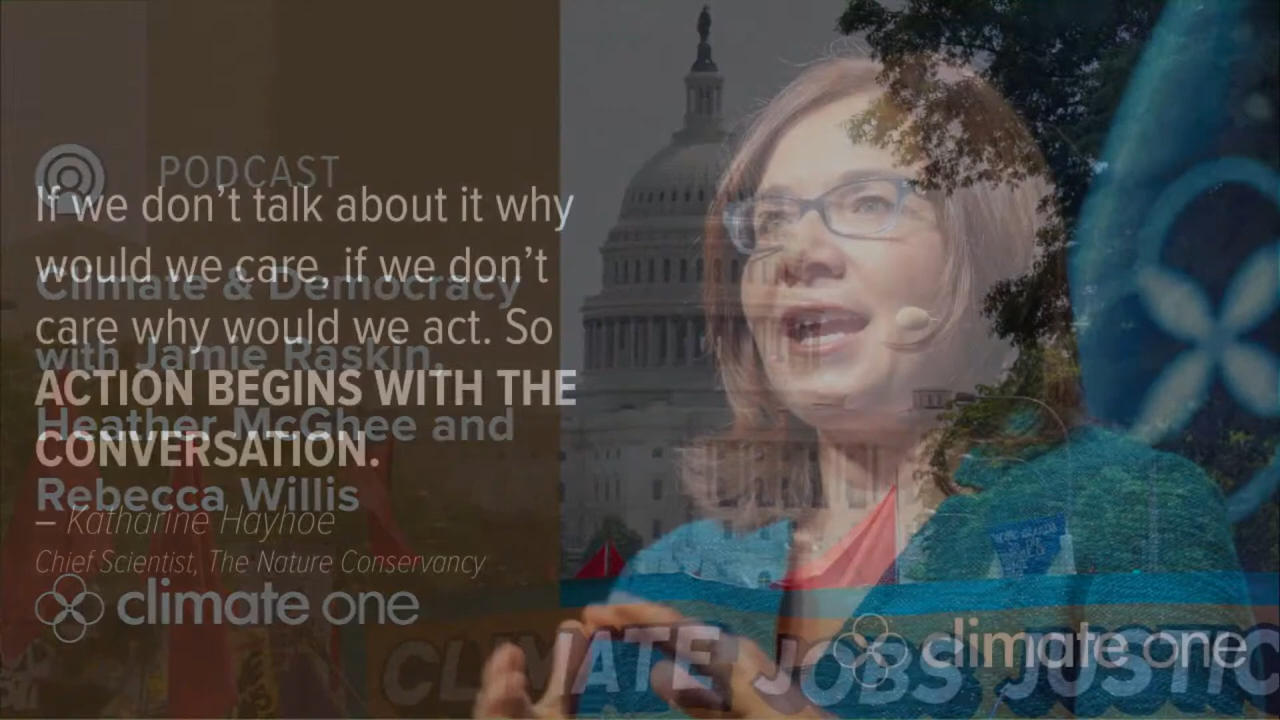 PODCAST
If we don't talk about it why
would we care, if we don't
care why would we act. So
ACTION BEGINS WITH THE
CONVERSATION.
– Katharine Hayhoe
Chief Scientist, The Nature Conservancy
Climate & Democracy
with Jamie Raskin,
Heather McGhee and
Rebecca Willis
climate one
climate one
CLIMATE JOBS JUSTIC